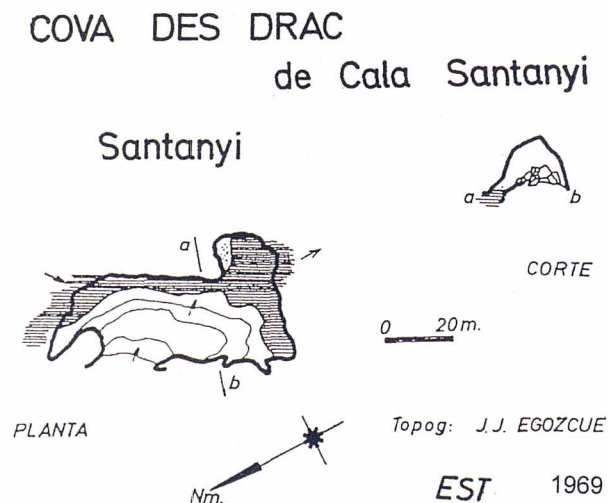 COVA DES DRAC
de Cala Santanyi
Santanyi
a
b
CORTE
a
b
0 20m.
PLANTA
Nm.
Topog: J.J. EGOZCUE
EST 1969